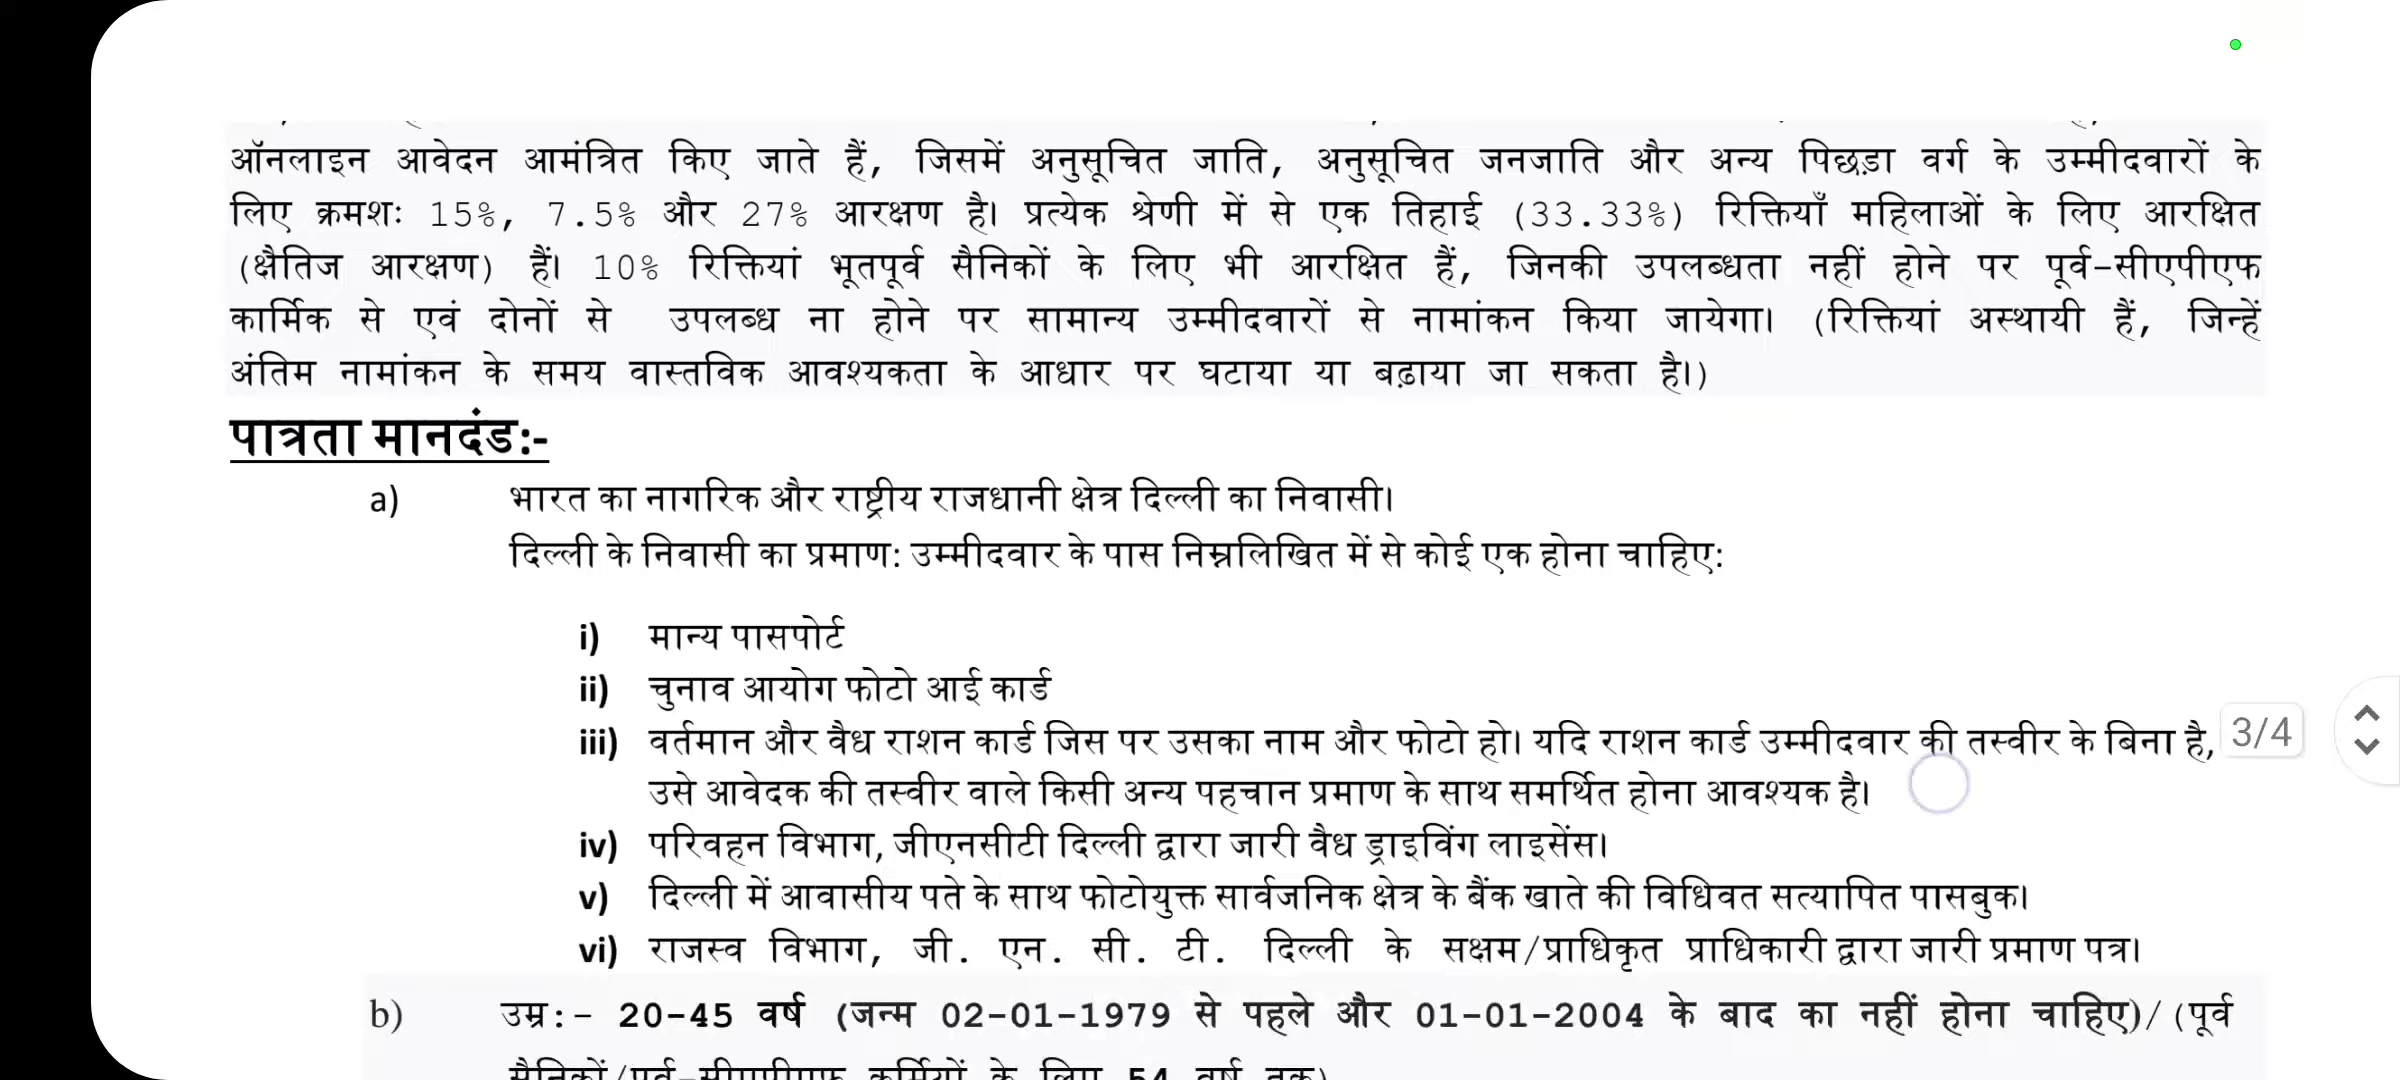 ऑनलाइन आवेदन आमंत्रित किए जाते हैं, जिसमें अनुसूचित जाति, अनुसूचित जनजाति और अन्य पिछड़ा वर्ग के उम्मीदवारों के
लिए क्रमशः 15%, 7.5% और 27% आरक्षण है। प्रत्येक श्रेणी में से एक तिहाई (33.33%) रिक्तियाँ महिलाओं के लिए आरक्षित
(क्षैतिज आरक्षण) हैं। 10% रिक्तियां भूतपूर्व सैनिकों के लिए भी आरक्षित हैं, जिनकी उपलब्धता नहीं होने पर पूर्व-सीएपीएफ
कार्मिक से एवं दोनों से उपलब्ध ना होने पर सामान्य उम्मीदवारों से नामांकन किया जायेगा। (रिक्तियां अस्थायी हैं, जिन्हें
अंतिम नामांकन के समय वास्तविक आवश्यकता के आधार पर घटाया या बढ़ाया जा सकता है।)
पात्रता मानदंड:-
a) भारत का नागरिक और राष्ट्रीय राजधानी क्षेत्र दिल्ली का निवासी।
दिल्ली के निवासी का प्रमाण: उम्मीदवार के पास निम्नलिखित में से कोई एक होना चाहिए:
i) मान्य पासपोर्ट
ii) चुनाव आयोग फोटो आई कार्ड
iii) वर्तमान और वैध राशन कार्ड जिस पर उसका नाम और फोटो हो। यदि राशन कार्ड उम्मीदवार की तस्वीर के बिना है, 3/4
उसे आवेदक की तस्वीर वाले किसी अन्य पहचान प्रमाण के साथ समर्थित होना आवश्यक है।
iv) परिवहन विभाग, जीएनसीटी दिल्ली द्वारा जारी वैध ड्राइविंग लाइसेंस।
v) दिल्ली में आवासीय पते के साथ फोटोयुक्त सार्वजनिक क्षेत्र के बैंक खाते की विधिवत सत्यापित पासबुक।
vi) राजस्व विभाग, जी. एन. सी. टी. दिल्ली के सक्षम/प्राधिकृत प्राधिकारी द्वारा जारी प्रमाण पत्र।
b) उम्र:- 20-45 वर्ष (जन्म 02-01-1979 से पहले और 01-01-2004 के बाद का नहीं होना चाहिए)/(पूर्व
सैनिकों/पूर्व-सीएपीएफ कर्मियों के लिए 54 वर्ष तक)